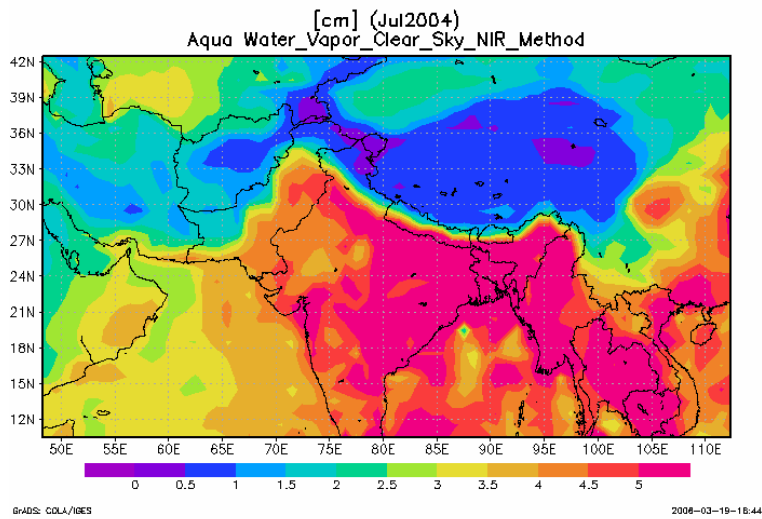 [cm] (Jul2004)
Aqua Water_Vapor_Clear_Sky_NIR_Method
42N
39N
36N
33N
30N
27N
24N
21N
18N
15N
12N
50E 55E 60E 65E 70E 75E 80E 85E 90E 95E 100E 105E 110E
0 0.5 1 1.5 2 2.5 3 3.5 4 4.5 5
GrADS: COLA/IGES 2008-03-19-16:44